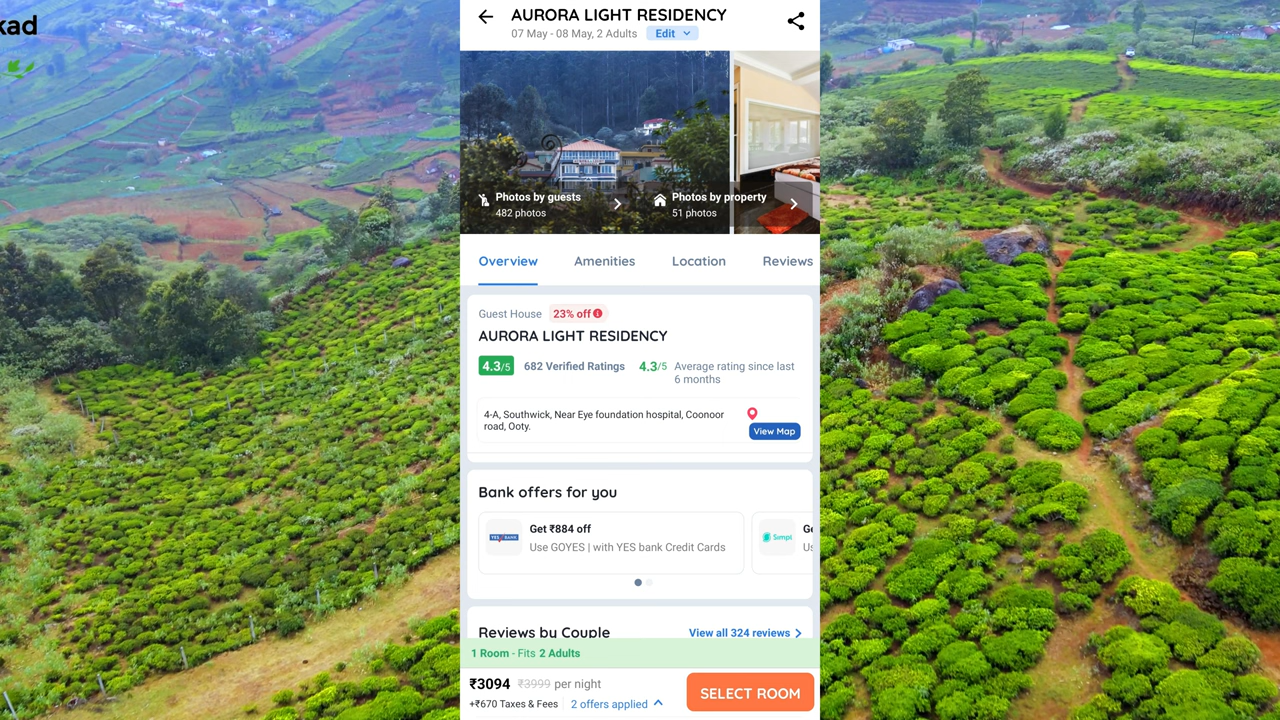 kad
AURORA LIGHT RESIDENCY
07 May - 08 May, 2 Adults Edit
Photos by guests
482 photos
Photos by property
51 photos
Overview Amenities Location Reviews
Guest House 23% off
AURORA LIGHT RESIDENCY
4.3/5 682 Verified Ratings 4.3/5 Average rating since last
6 months
4-A, Southwick, Near Eye foundation hospital, Coonoor
road, Ooty.
View Map
Bank offers for you
YES BANK
Get ₹884 off
Use GOYES | with YES bank Credit Cards
Simpl
Ge
Us
Reviews by Couple View all 324 reviews
1 Room - Fits 2 Adults
₹3094 ₹3999 per night
+₹670 Taxes & Fees 2 offers applied
SELECT ROOM